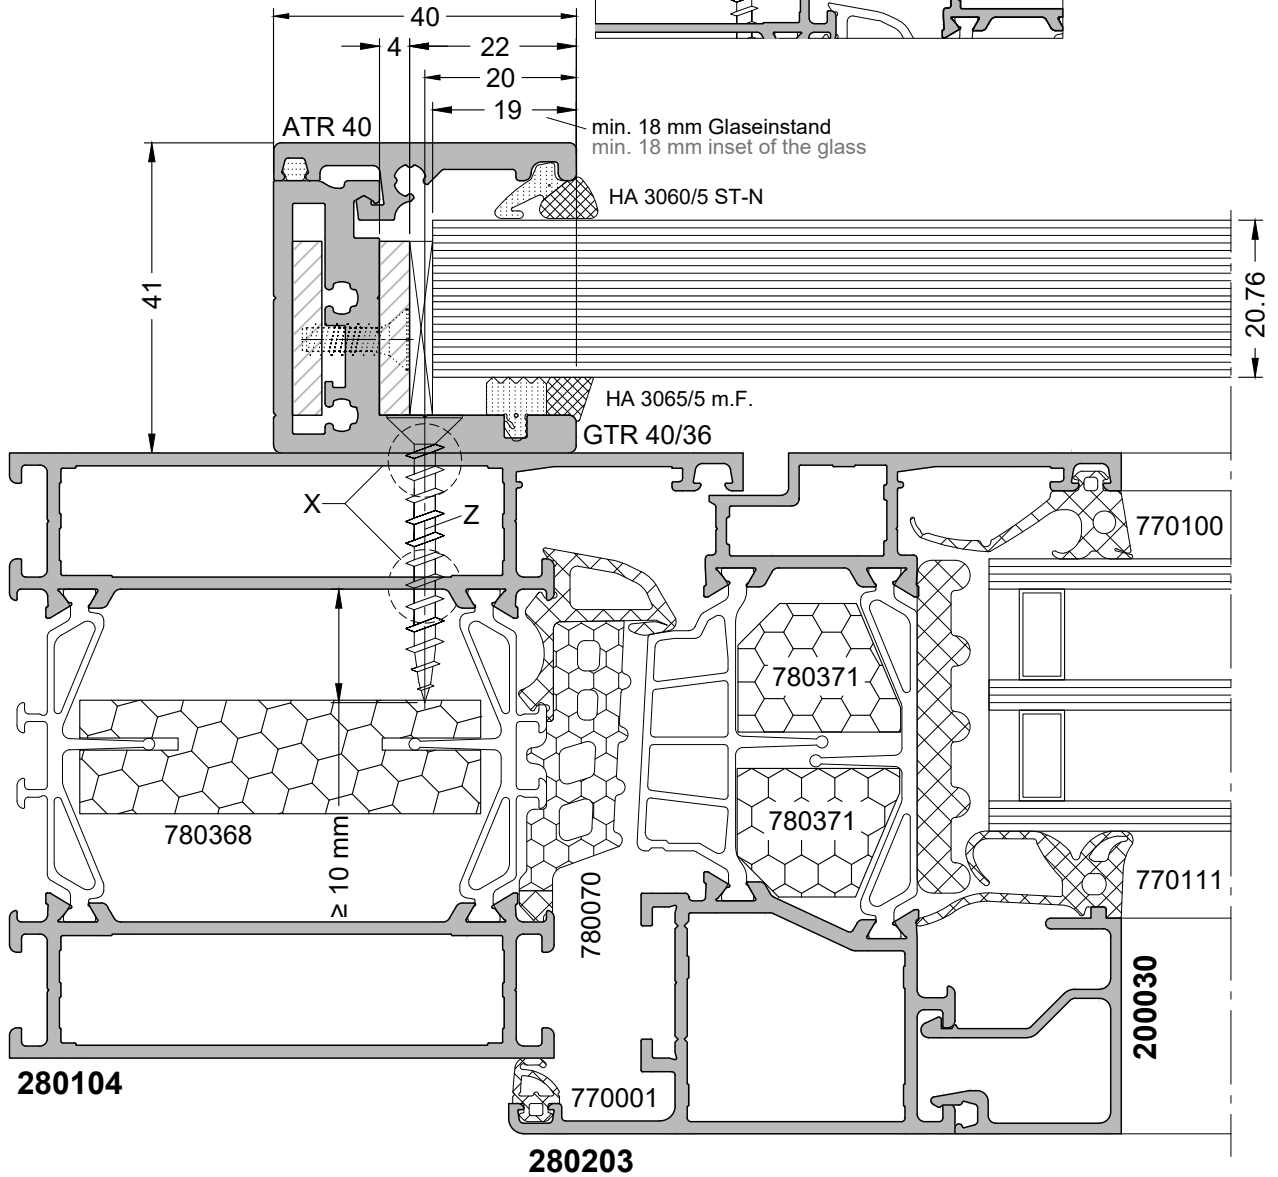 40
4
22
20
19
ATR 40
min. 18 mm Glaseinstand
min. 18 mm inset of the glass
HA 3060/5 ST-N
41
20.76
HA 3065/5 m.F.
GTR 40/36
X
Z
770100
780371
780371
780368
≥ 10 mm
780070
770111
200030
280104
770001
280203